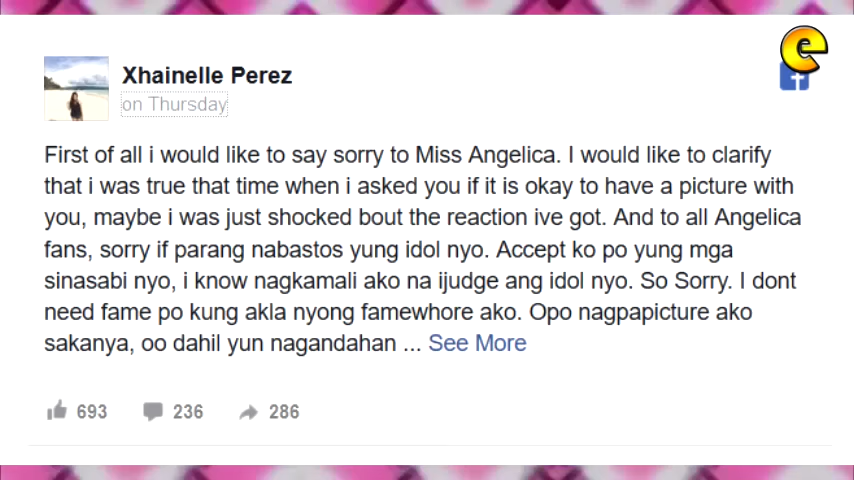 e
f
Xhainelle Perez
on Thursday
First of all i would like to say sorry to Miss Angelica. I would like to clarify
that i was true that time when i asked you if it is okay to have a picture with
you, maybe i was just shocked bout the reaction ive got. And to all Angelica
fans, sorry if parang nabastos yung idol nyo. Accept ko po yung mga
sinasabi nyo, i know nagkamali ako na ijudge ang idol nyo. So Sorry. I dont
need fame po kung akla nyong famewhore ako. Opo nagpapicture ako
sakanya, oo dahil yun nagandahan ... See More
693 236 286